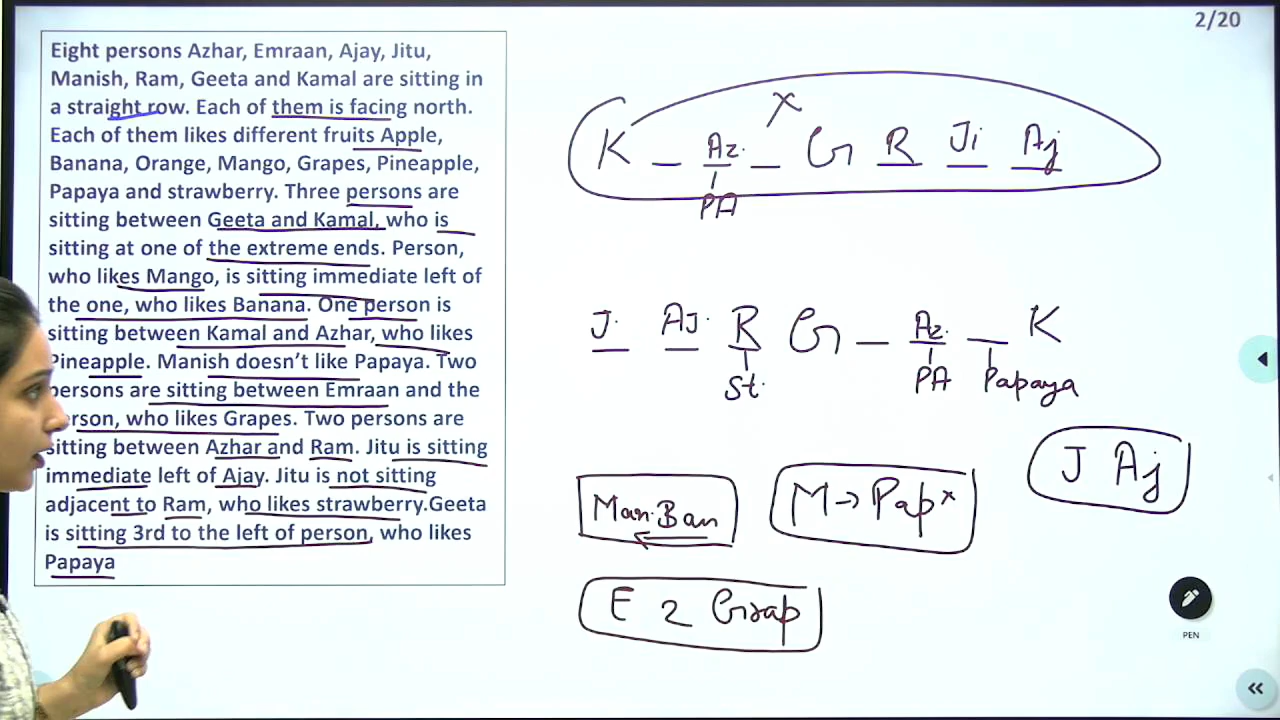 2/20
Eight persons Azhar, Emraan, Ajay, Jitu,
Manish, Ram, Geeta and Kamal are sitting in
a straight row. Each of them is facing north.
Each of them likes different fruits Apple,
Banana, Orange, Mango, Grapes, Pineapple,
Papaya and strawberry. Three persons are
sitting between Geeta and Kamal, who is
sitting at one of the extreme ends. Person,
who likes Mango, is sitting immediate left of
the one, who likes Banana. One person is
sitting between Kamal and Azhar, who likes
Pineapple. Manish doesn't like Papaya. Two
persons are sitting between Emraan and the
person, who likes Grapes. Two persons are
sitting between Azhar and Ram. Jitu is sitting
immediate left of Ajay. Jitu is not sitting
adjacent to Ram, who likes strawberry.Geeta
is sitting 3rd to the left of person, who likes
Papaya
x
K _ Az. _ G R Ji Aj
PA
J. AJ. R G _ Az. _ K
St. PA Papaya
J Aj
Man. Ban
M → Pap x
E 2 Grap
PEN